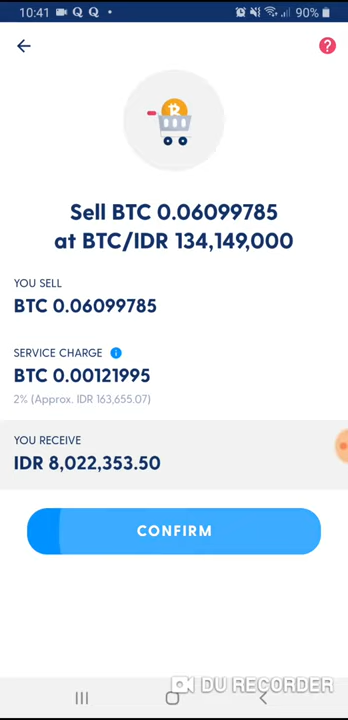 10:41 Q Q • 90%
?
Sell BTC 0.06099785
at BTC/IDR 134,149,000
YOU SELL
BTC 0.06099785
SERVICE CHARGE i
BTC 0.00121995
2% (Approx. IDR 163,655.07)
YOU RECEIVE
IDR 8,022,353.50
CONFIRM
DU RECORDER